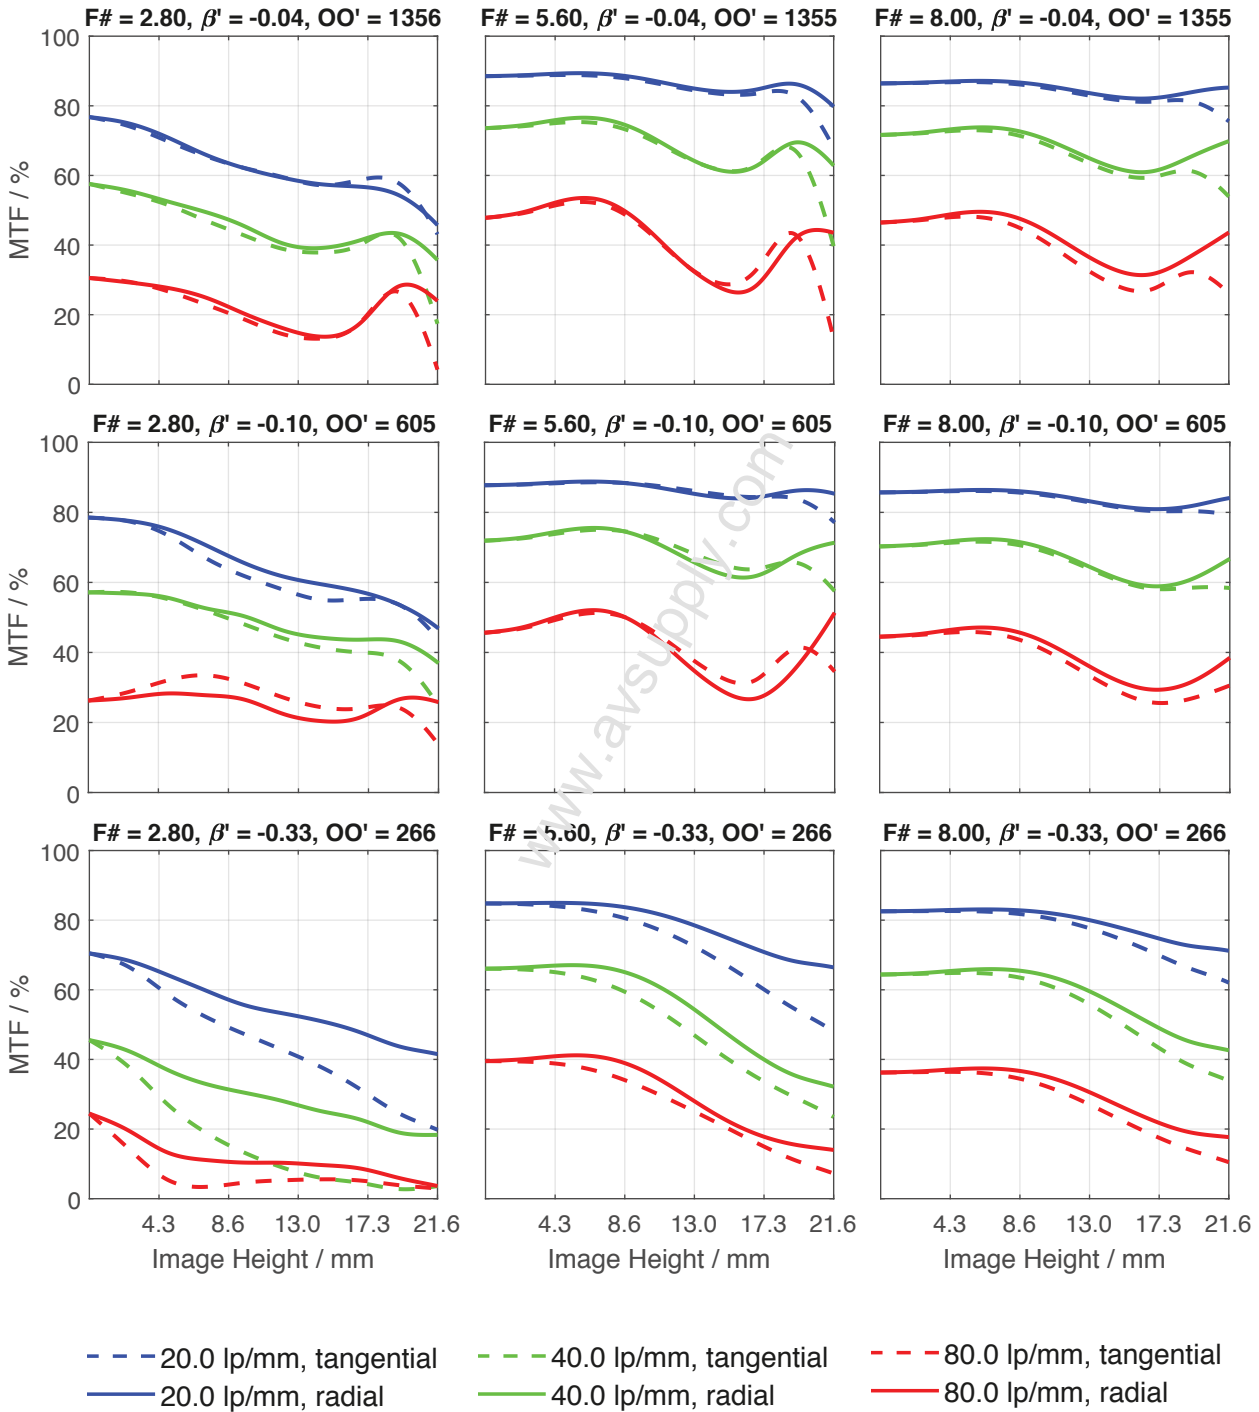 F# = 2.80, β' = -0.04, OO' = 1356
F# = 5.60, β' = -0.04, OO' = 1355
F# = 8.00, β' = -0.04, OO' = 1355
100
80
60
40
20
0
MTF / %
F# = 2.80, β' = -0.10, OO' = 605
F# = 5.60, β' = -0.10, OO' = 605
F# = 8.00, β' = -0.10, OO' = 605
100
80
60
40
20
0
MTF / %
www.avsupply.com
F# = 2.80, β' = -0.33, OO' = 266
F# = 5.60, β' = -0.33, OO' = 266
F# = 8.00, β' = -0.33, OO' = 266
100
80
60
40
20
0
MTF / %
4.3 8.6 13.0 17.3 21.6
4.3 8.6 13.0 17.3 21.6
4.3 8.6 13.0 17.3 21.6
Image Height / mm
Image Height / mm
Image Height / mm
20.0 lp/mm, tangential
40.0 lp/mm, tangential
80.0 lp/mm, tangential
20.0 lp/mm, radial
40.0 lp/mm, radial
80.0 lp/mm, radial